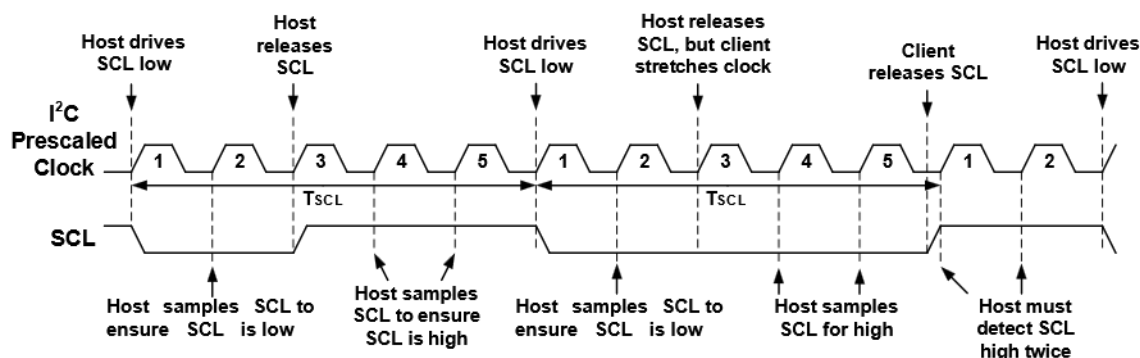 Host drives
SCL low
Host
releases
SCL
Host drives
SCL low
Host releases
SCL, but client
stretches clock
Client
releases SCL
Host drives
SCL low
I²C
Prescaled
Clock
1 2 3 4 5 1 2 3 4 5 1 2
TSCL TSCL
SCL
Host samples SCL to
ensure SCL is low
Host samples
SCL to ensure
SCL is high
Host samples SCL to
ensure SCL is low
Host samples
SCL for high
Host must
detect SCL
high twice